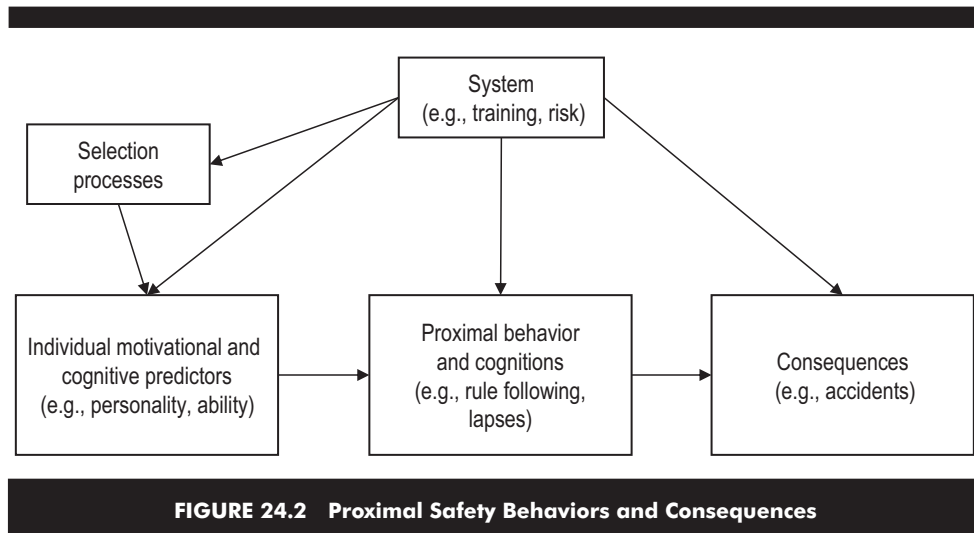 System
(e.g., training, risk)
Selection
processes
Individual motivational and
cognitive predictors
(e.g., personality, ability)
Proximal behavior
and cognitions
(e.g., rule following,
lapses)
Consequences
(e.g., accidents)
FIGURE 24.2 Proximal Safety Behaviors and Consequences